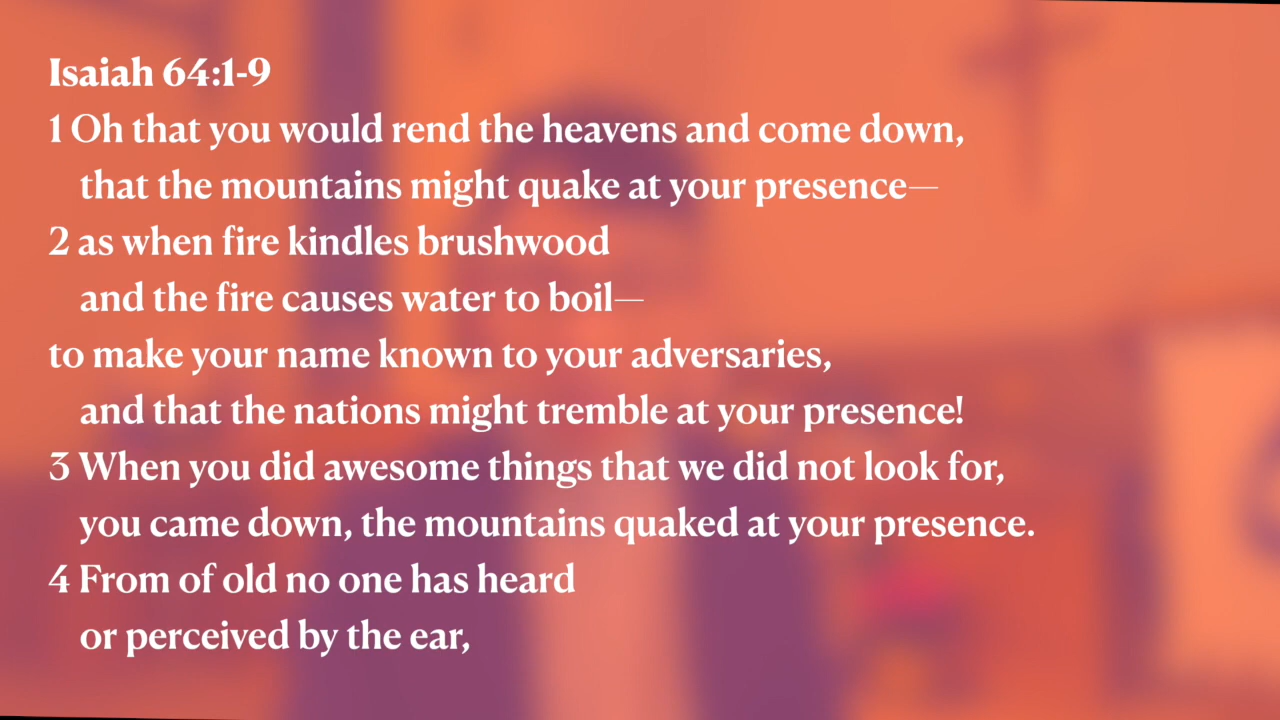 Isaiah 64:1-9
1 Oh that you would rend the heavens and come down,
that the mountains might quake at your presence—
2 as when fire kindles brushwood
and the fire causes water to boil—
to make your name known to your adversaries,
and that the nations might tremble at your presence!
3 When you did awesome things that we did not look for,
you came down, the mountains quaked at your presence.
4 From of old no one has heard
or perceived by the ear,